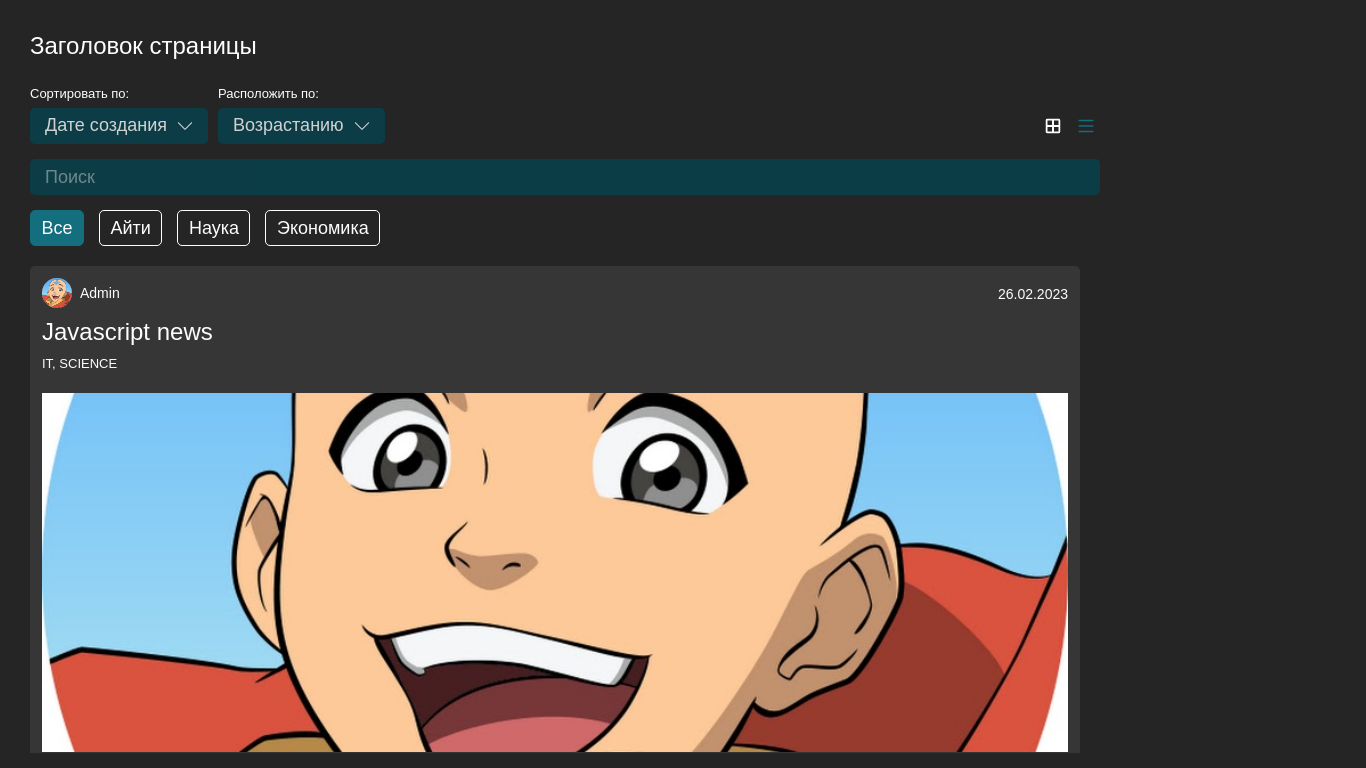 Заголовок страницы
Сортировать по: Расположить по:
Дате создания Возрастанию
Поиск
Все Айти Наука Экономика
Admin 26.02.2023
Javascript news
IT, SCIENCE